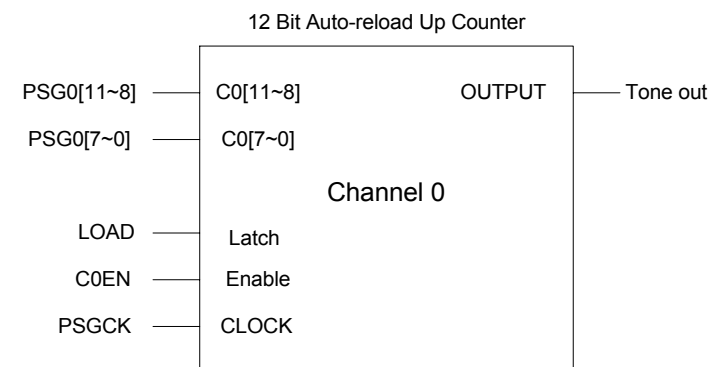 12 Bit Auto-reload Up Counter
PSG0[11~8] C0[11~8] OUTPUT Tone out
PSG0[7~0] C0[7~0]
Channel 0
LOAD Latch
C0EN Enable
PSGCK CLOCK